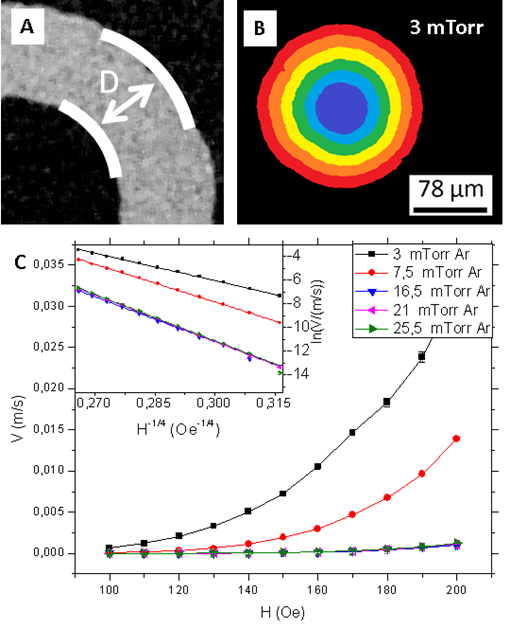 A
D
B
3 mTorr
78 µm
C
3 mTorr Ar
7,5 mTorr Ar
16,5 mTorr Ar
21 mTorr Ar
25,5 mTorr Ar
0,035
0,030
0,025
0,020
0,015
0,010
0,005
0,000
V (m/s)
-4
-6
-8
-10
-12
-14
ln(V/(m/s))
0,270 0,285 0,300 0,315
H-1/4 (Oe-1/4)
100 120 140 160 180 200
H (Oe)